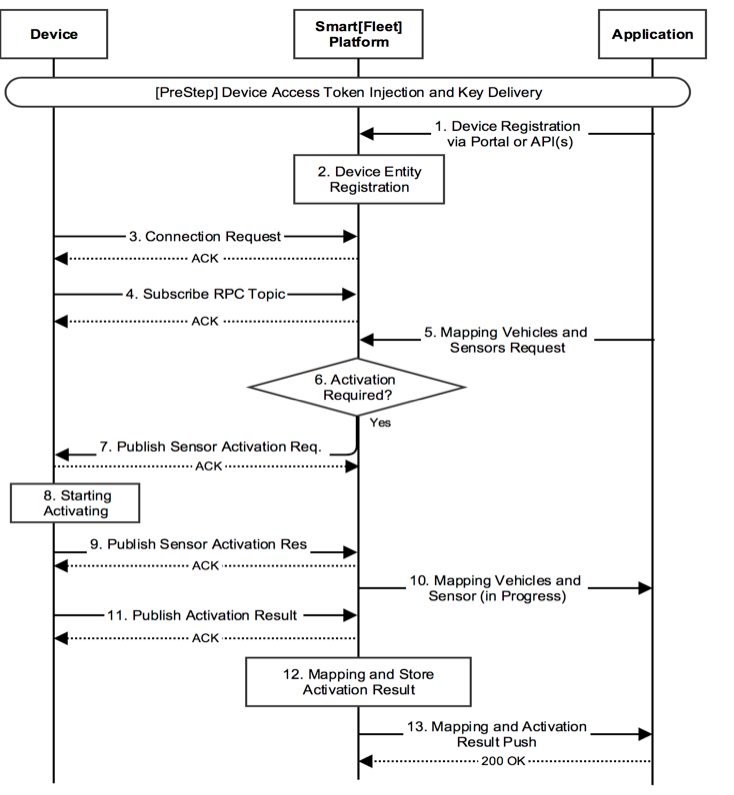 Device
Smart[Fleet]
Platform
Application
[PreStep] Device Access Token Injection and Key Delivery
1. Device Registration
via Portal or API(s)
2. Device Entity
Registration
3. Connection Request
ACK
4. Subscribe RPC Topic
ACK
5. Mapping Vehicles and
Sensors Request
6. Activation
Required?
Yes
7. Publish Sensor Activation Req.
ACK
8. Starting
Activating
9. Publish Sensor Activation Res
ACK
10. Mapping Vehicles and
Sensor (in Progress)
11. Publish Activation Result
ACK
12. Mapping and Store
Activation Result
13. Mapping and Activation
Result Push
200 OK